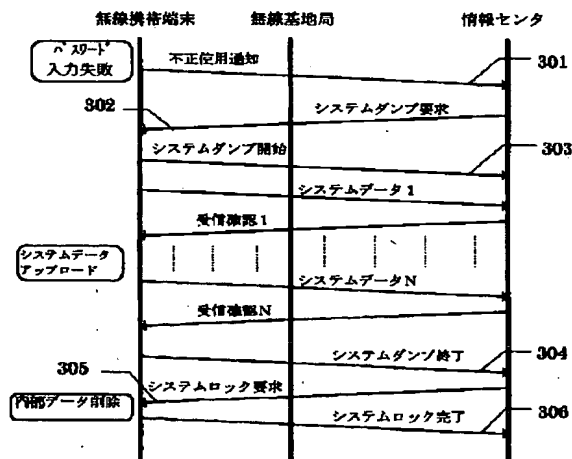 無線携帯端末 無線基地局 情報センタ
パスワード
入力失敗
不正使用通知
301
302
システムダンプ要求
システムダンプ開始
303
システムデータ1
受信確認1
システムデータ
アップロード
システムデータN
受信確認N
システムダンプ終了
304
305
システムロック要求
内部データ削除
システムロック完了
306